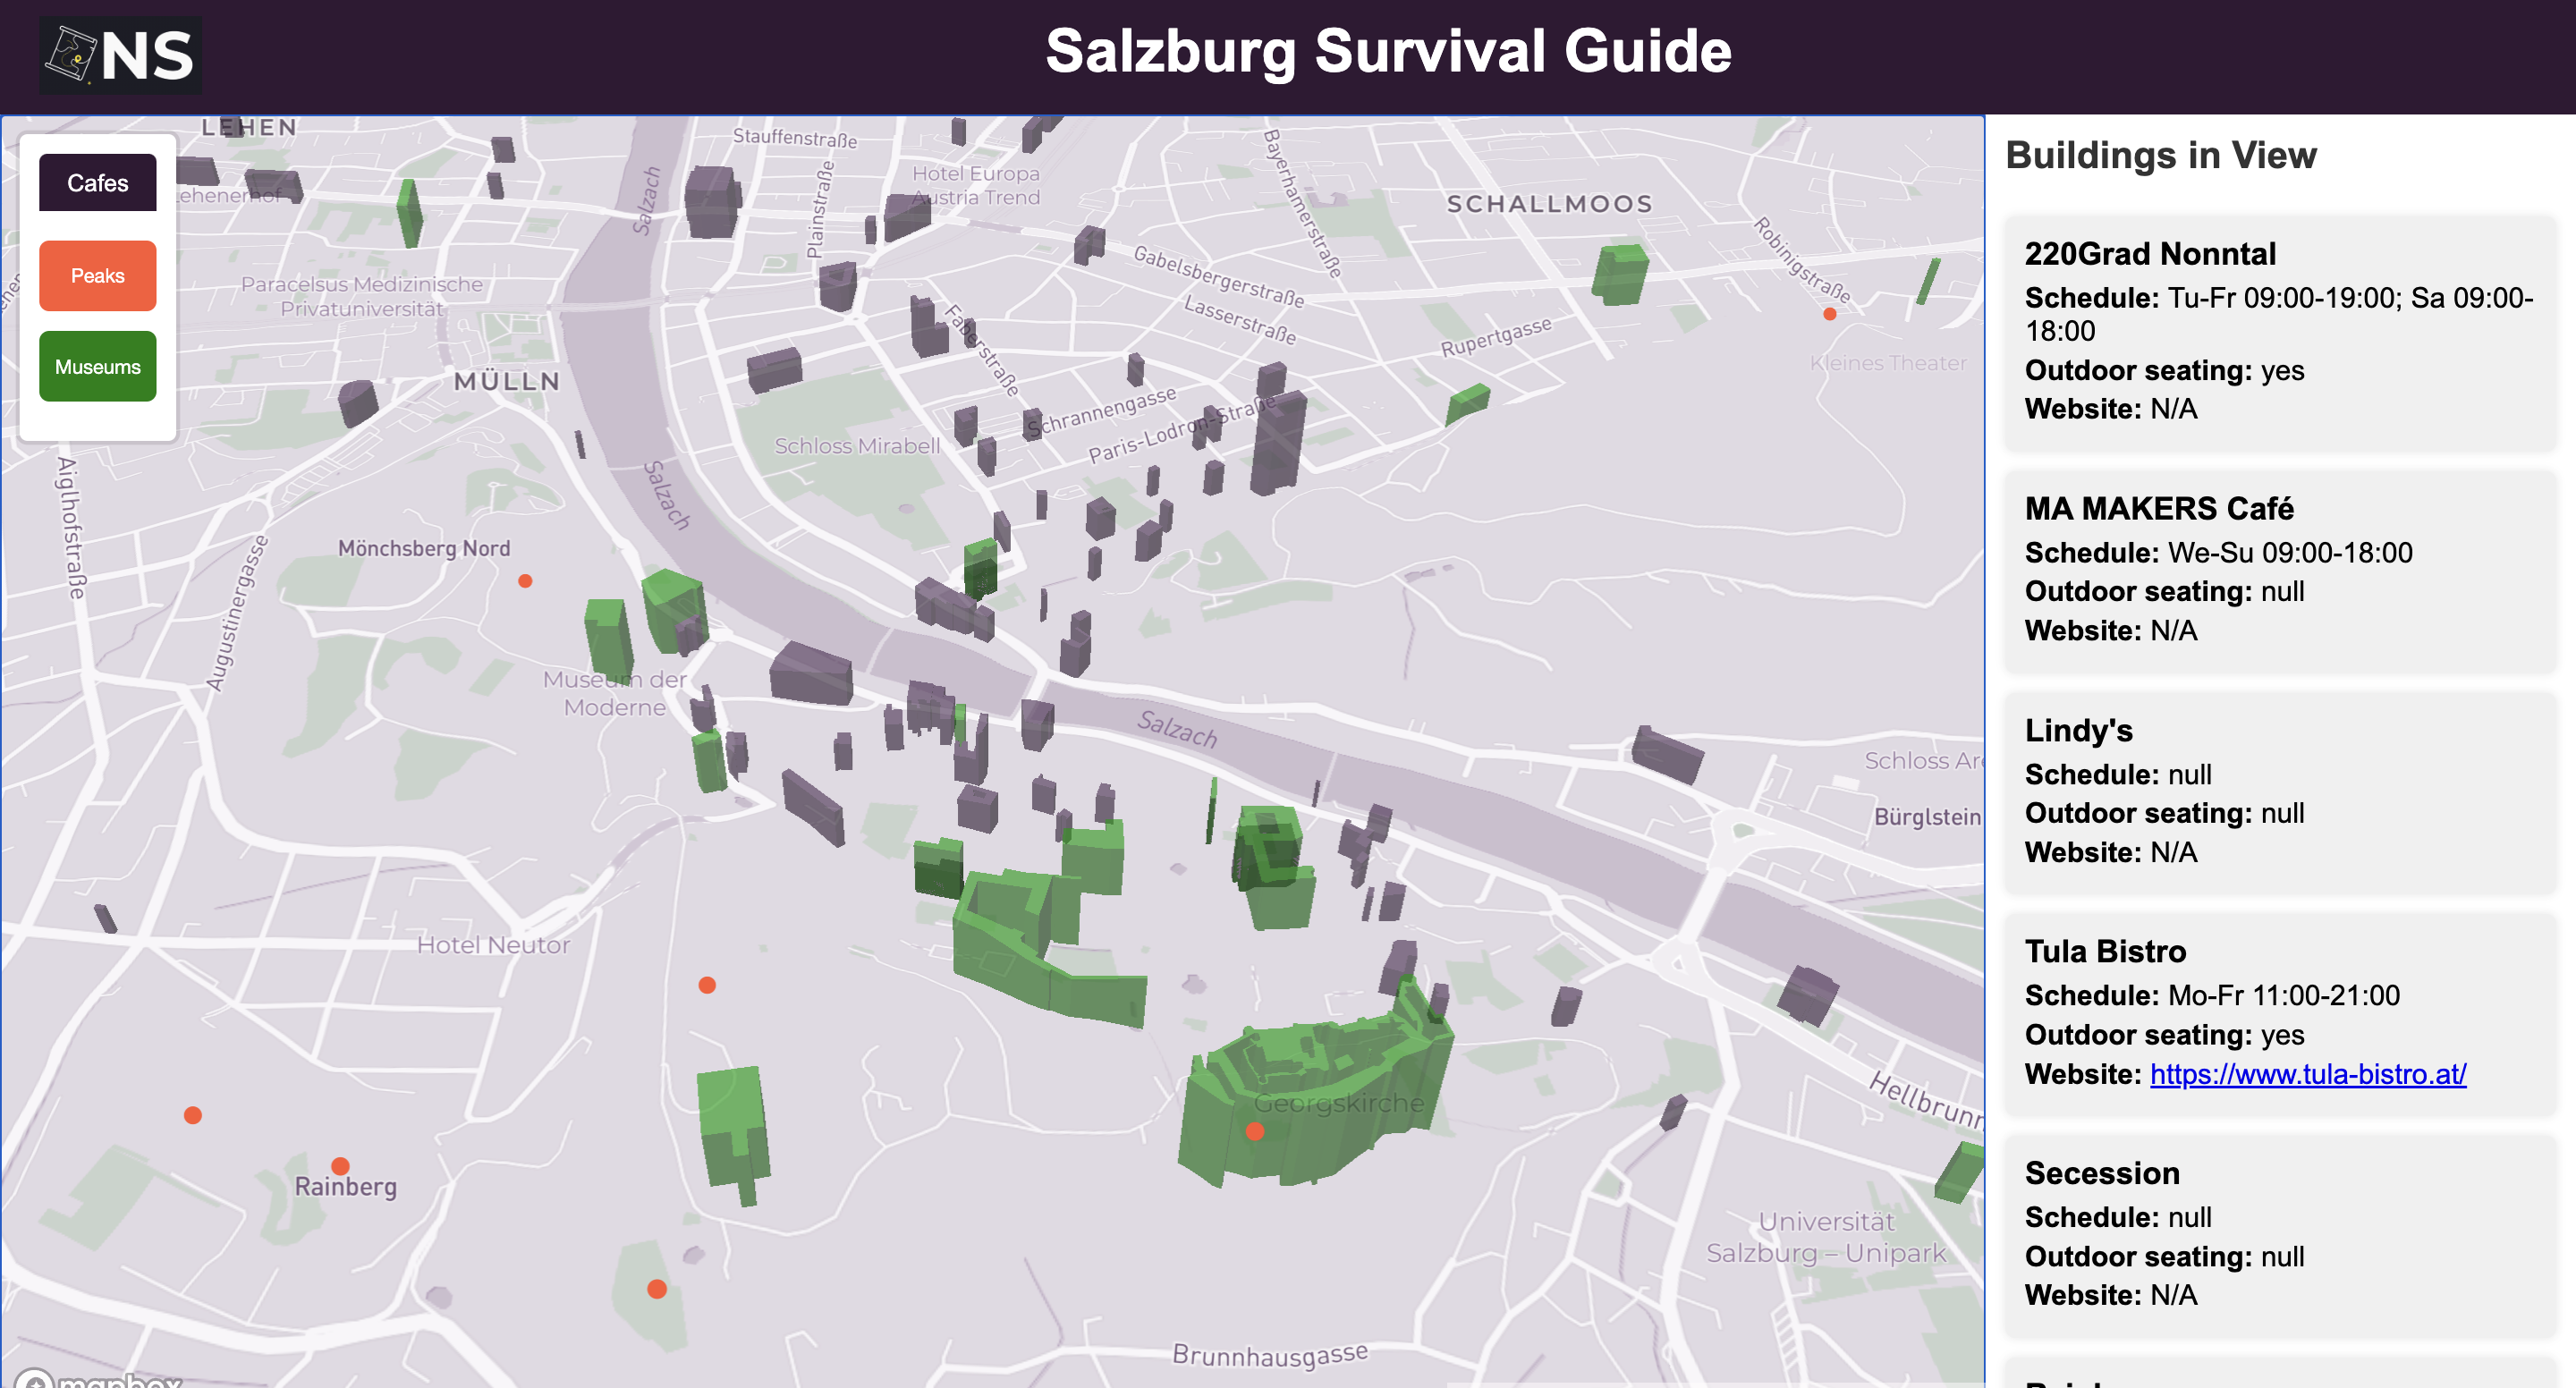 NS
Salzburg Survival Guide
Cafes
Peaks
Museums
LEHEN
Lehenerhof
Stauffenstraße
Hotel Europa
Austria Trend
Plainstraße
Salzach
Bayerhamerstraße
SCHALLMOOS
Robinigstraße
Gabelsbergerstraße
Lasserstraße
Rupertgasse
Kleines Theater
Paracelsus Medizinische
Privatuniversität
MÜLLN
Faberstraße
Schrannengasse
Paris-Lodron-Straße
Schloss Mirabell
Salzach
Aiglhofstraße
Augustinergasse
Mönchsberg Nord
Museum der
Moderne
Salzach
Schloss Are
Bürglstein
Hotel Neutor
Georgskirche
Hellbrunn
Rainberg
Universität
Salzburg – Unipark
Brunnhausgasse
mapbox
Buildings in View
220Grad Nonntal
Schedule: Tu-Fr 09:00-19:00; Sa 09:00-
18:00
Outdoor seating: yes
Website: N/A
MA MAKERS Café
Schedule: We-Su 09:00-18:00
Outdoor seating: null
Website: N/A
Lindy's
Schedule: null
Outdoor seating: null
Website: N/A
Tula Bistro
Schedule: Mo-Fr 11:00-21:00
Outdoor seating: yes
Website: https://www.tula-bistro.at/
Secession
Schedule: null
Outdoor seating: null
Website: N/A